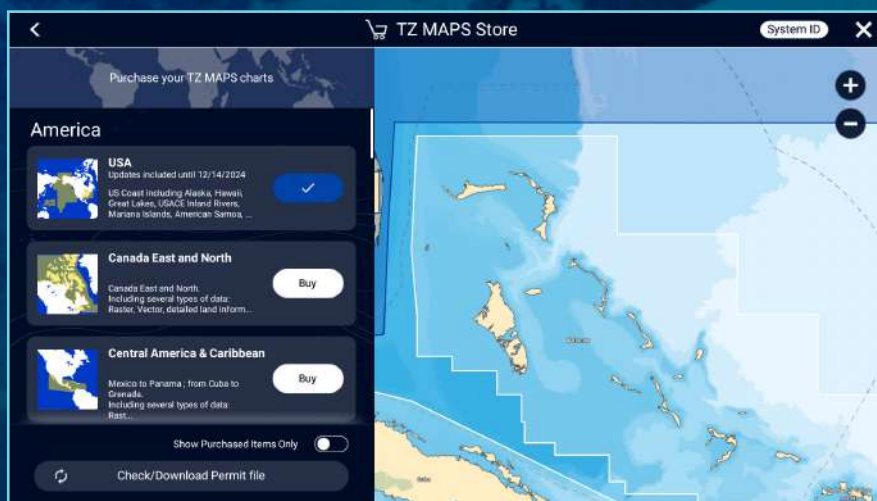 TZ MAPS Store
System ID
Purchase your TZ MAPS charts
America
USA
Updates included until 12/14/2024
US Coast including Alaska, Hawaii,
Great Lakes, USACE Inland Rivers,
Mariana Islands, American Samoa, ...
Canada East and North
Canada East and North.
Including several types of data:
Raster, Vector, detailed land inform...
Buy
Central America & Caribbean
Mexico to Panama ; from Cuba to
Grenada.
Including several types of data:
Rast...
Buy
Show Purchased Items Only
Check/Download Permit file
Cuba